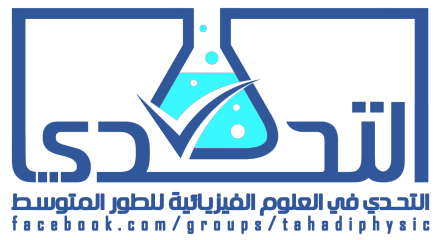 التحدي
التحدي في العلوم الفيزيائية للطور المتوسط
facebook.com/groups/tahadiphysic